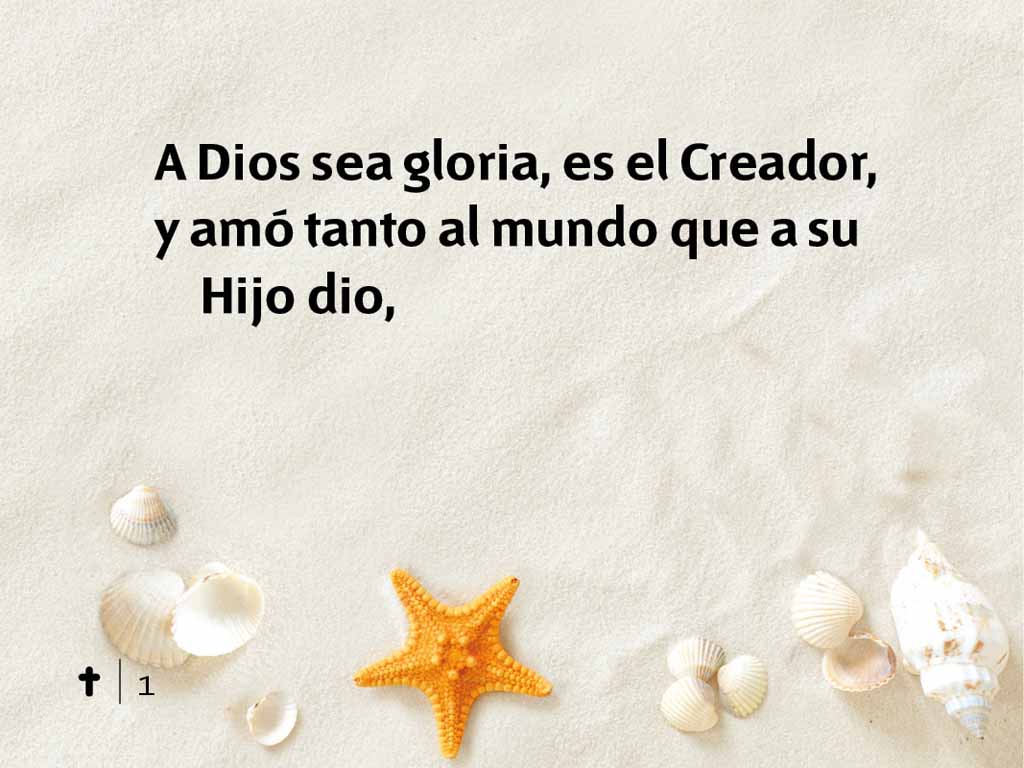 A Dios sea gloria, es el Creador,
y amó tanto al mundo que a su
Hijo dio,
1